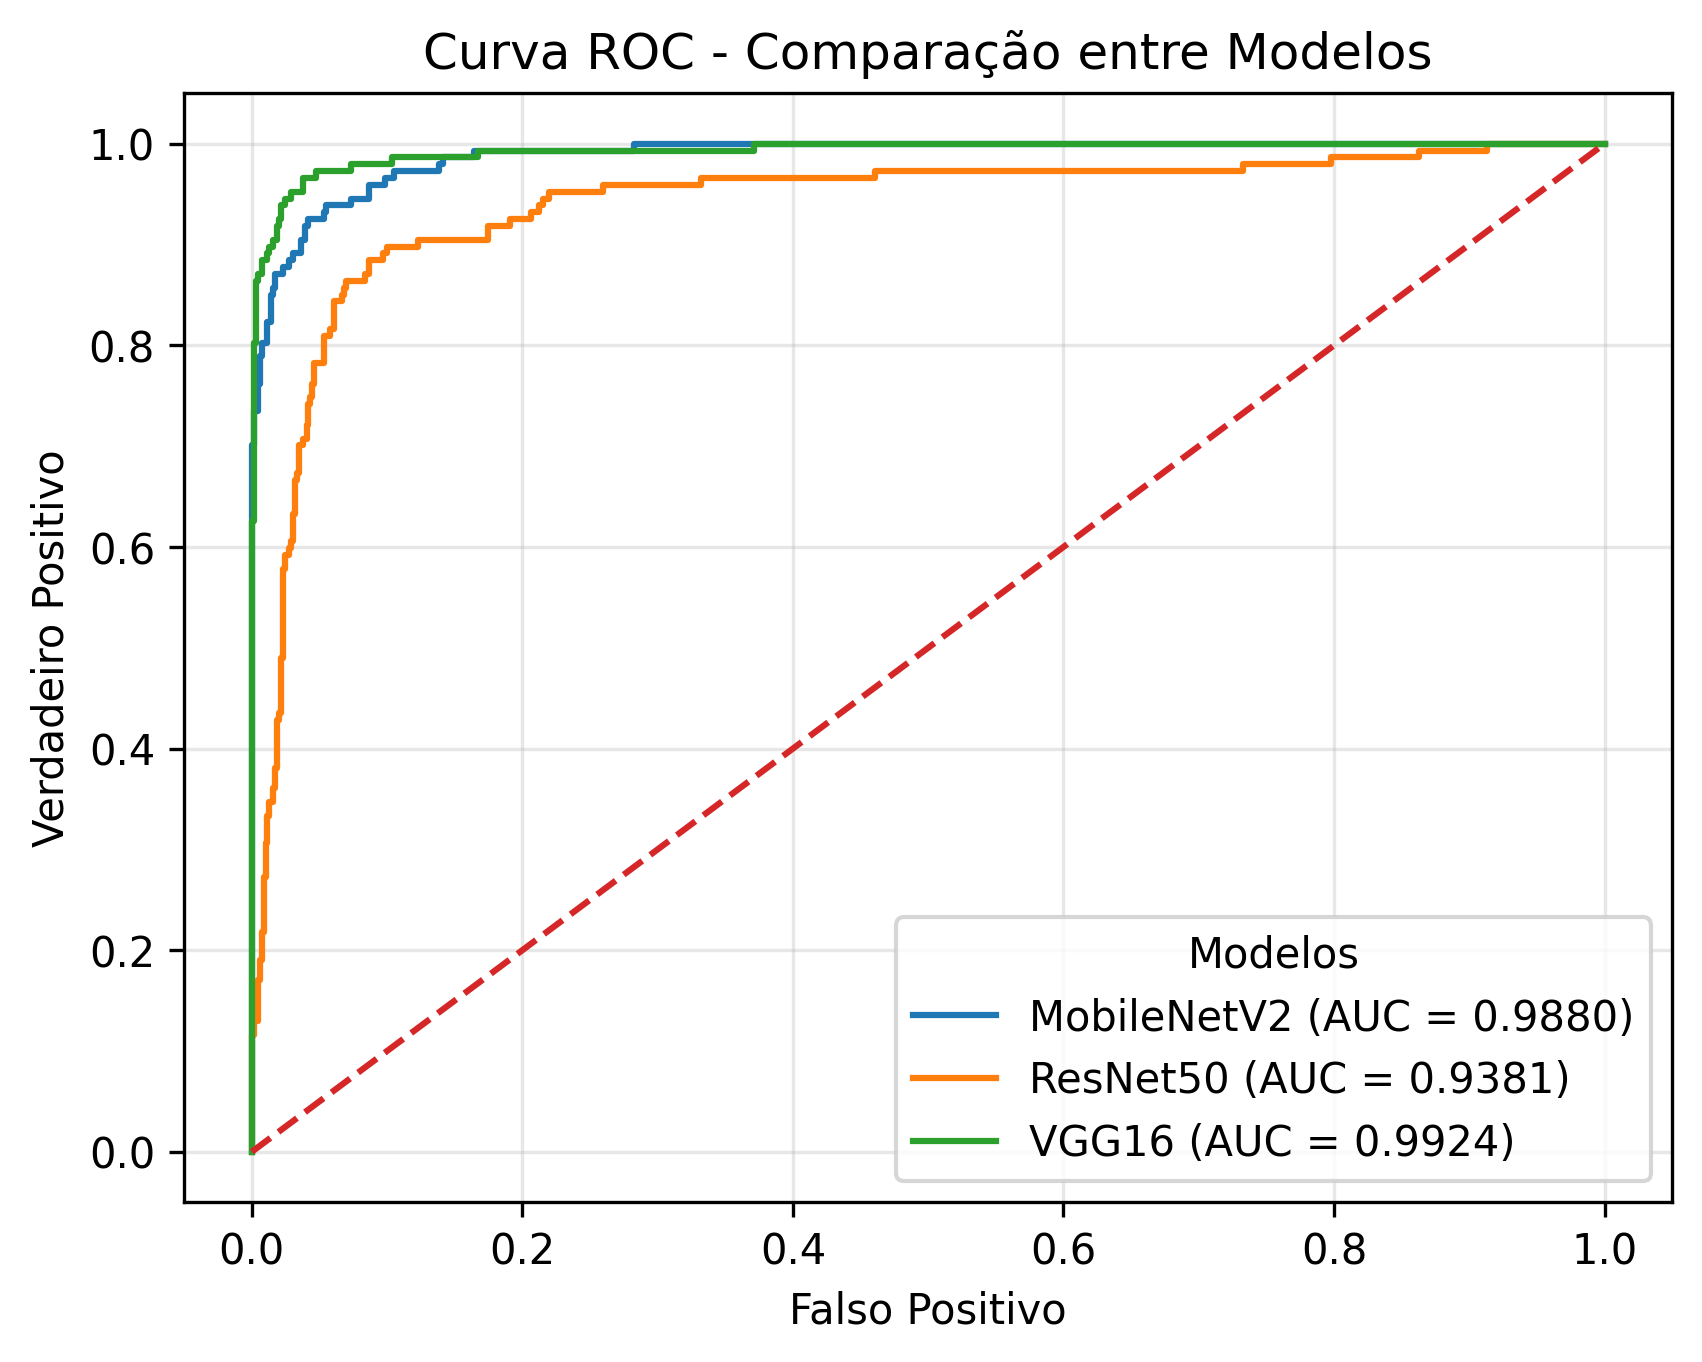 Curva ROC - Comparação entre Modelos
Verdadeiro Positivo
1.0
0.8
0.6
0.4
0.2
0.0
Modelos
MobileNetV2 (AUC = 0.9880)
ResNet50 (AUC = 0.9381)
VGG16 (AUC = 0.9924)
0.0 0.2 0.4 0.6 0.8 1.0
Falso Positivo